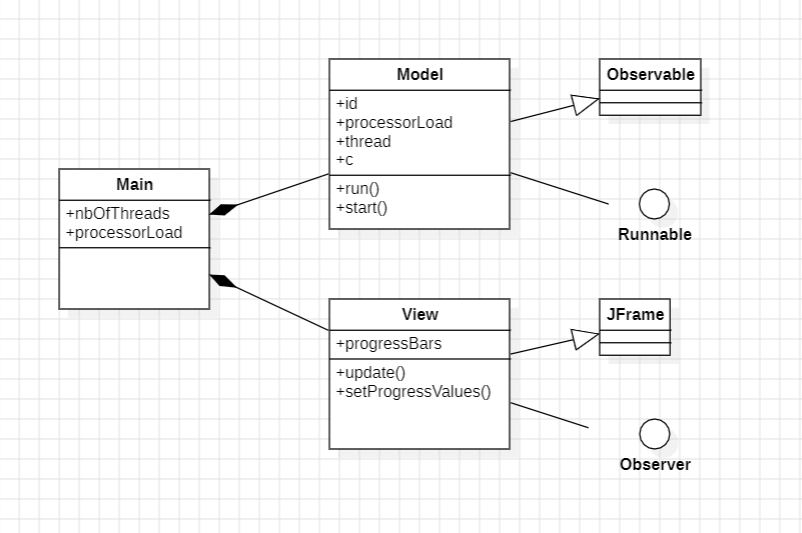 Main
+nbOfThreads
+processorLoad
Model
+id
+processorLoad
+thread
+c
+run()
+start()
Observable
Runnable
View
+progressBars
+update()
+setProgressValues()
JFrame
Observer